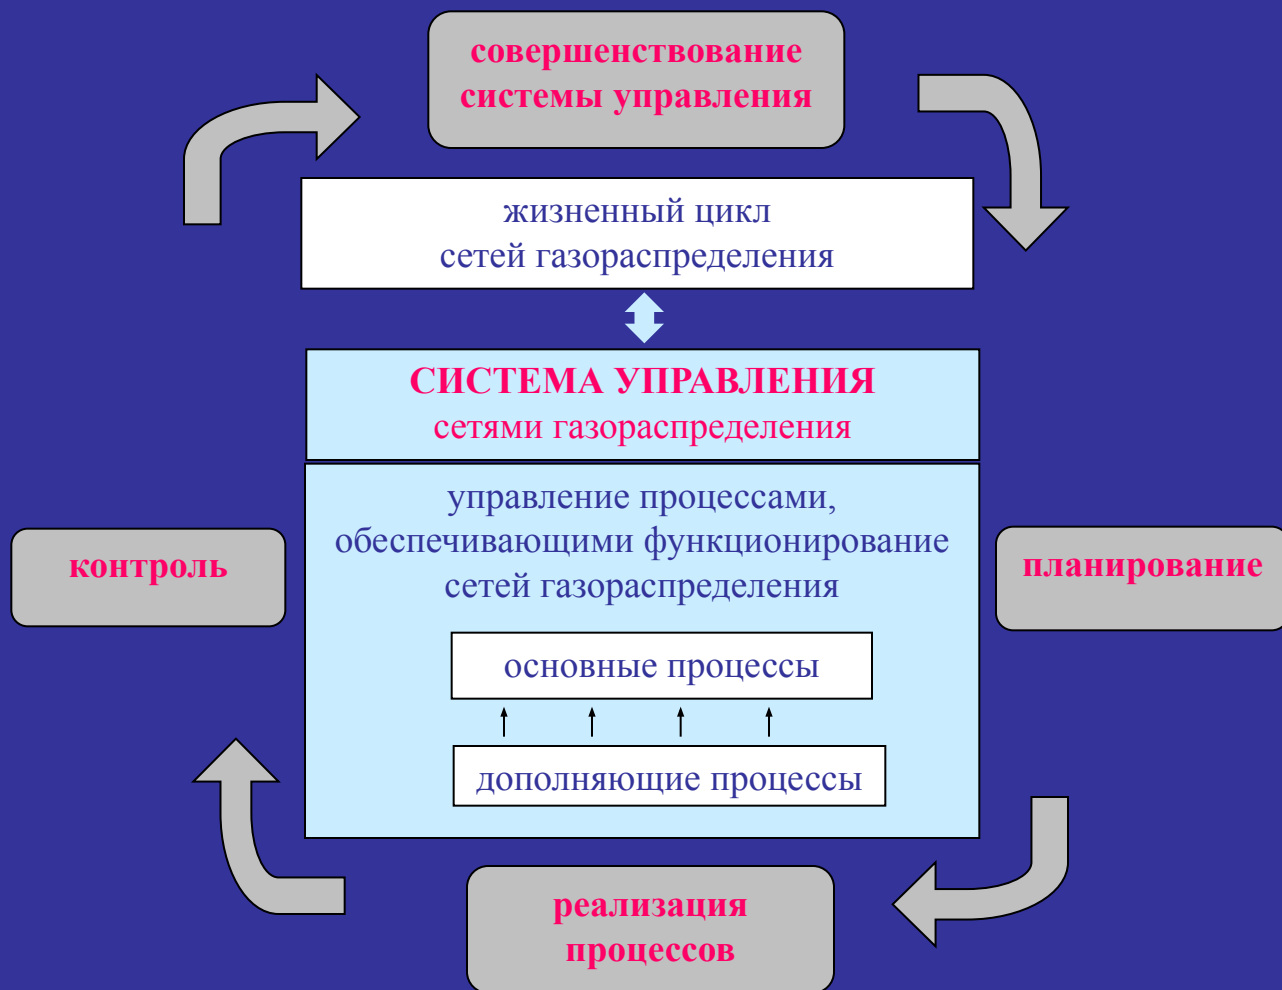 совершенствование
системы управления
жизненный цикл
сетей газораспределения
СИСТЕМА УПРАВЛЕНИЯ
сетями газораспределения
управление процессами,
обеспечивающими функционирование
сетей газораспределения
контроль
планирование
основные процессы
дополняющие процессы
реализация
процессов